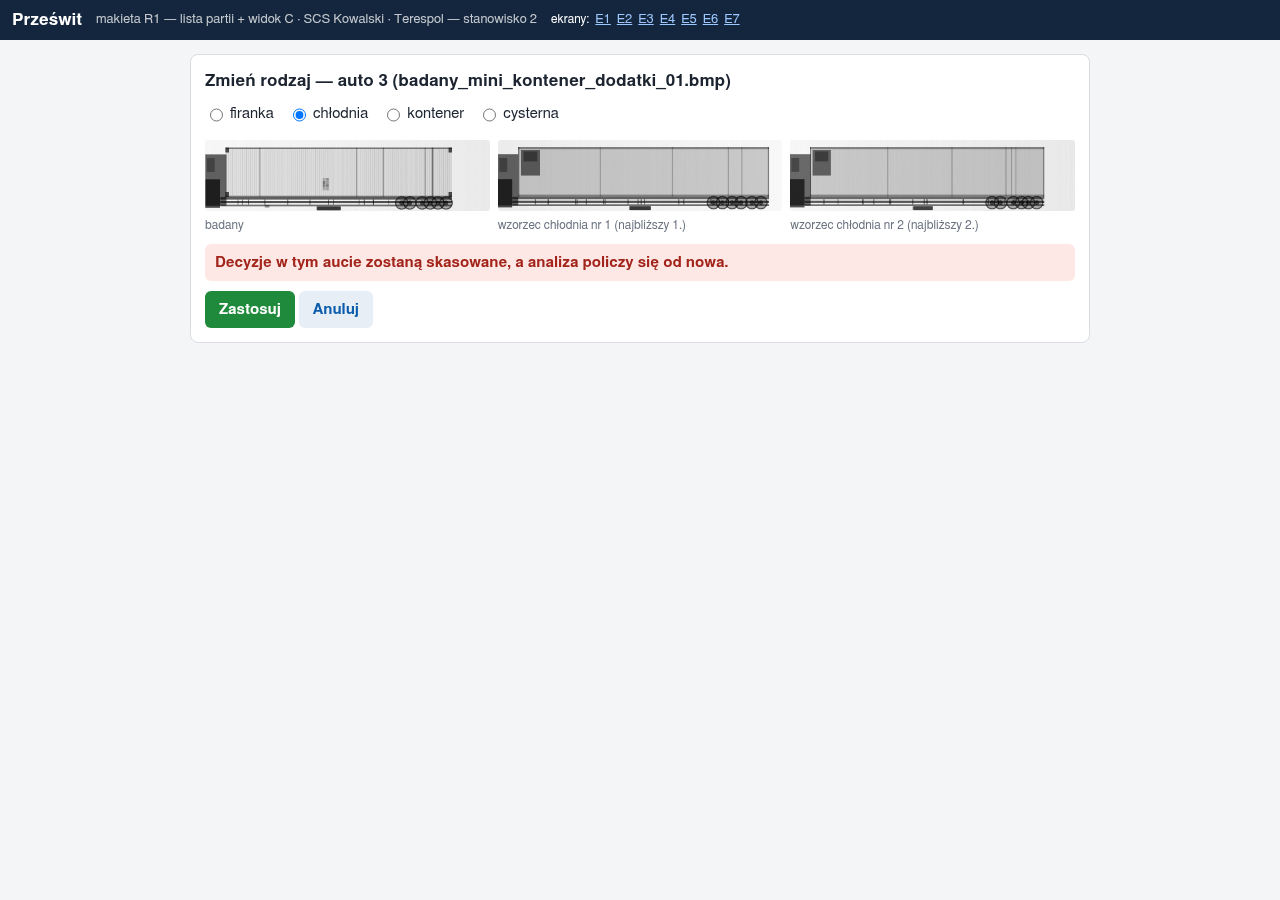 Prześwit makieta R1 — lista partii + widok C · SCS Kowalski · Terespol — stanowisko 2 ekrany: E1 E2 E3 E4 E5 E6 E7
Zmień rodzaj — auto 3 (badany_mini_kontener_dodatki_01.bmp)
firanka chłodnia kontener cysterna
badany wzorzec chłodnia nr 1 (najbliższy 1.) wzorzec chłodnia nr 2 (najbliższy 2.)
Decyzje w tym aucie zostaną skasowane, a analiza policzy się od nowa.
Zastosuj Anuluj